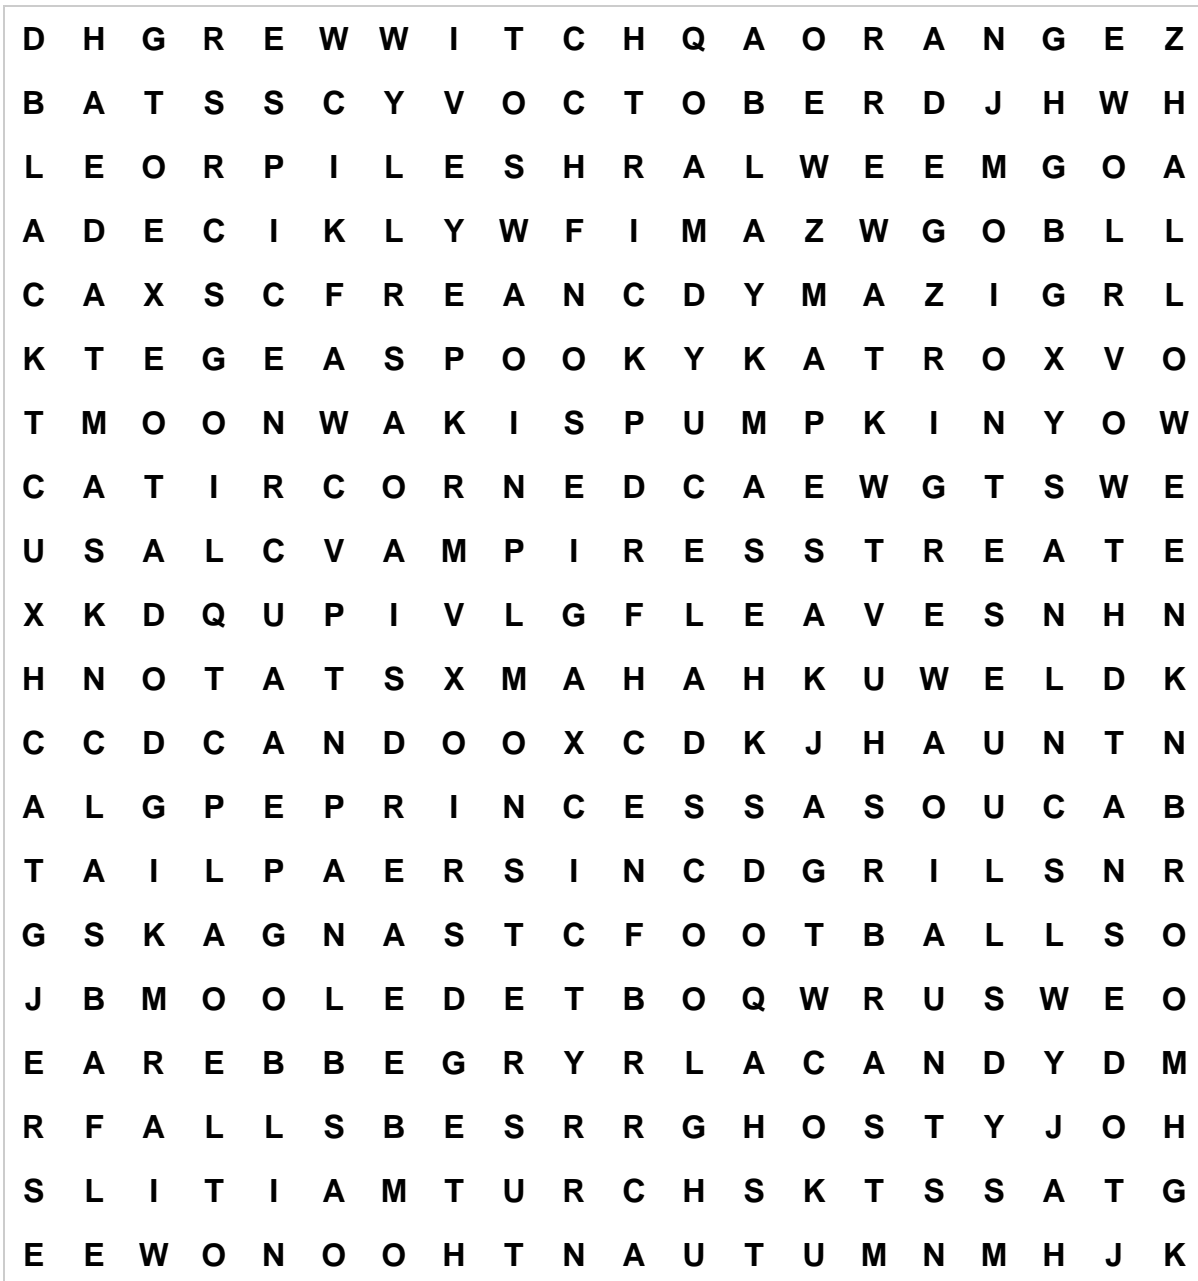 D H G R E W W I T C H Q A O R A N G E Z
B A T S S C Y V O C T O B E R D J H W H
L E O R P I L E S H R A L W E E M G O A
A D E C I K L Y W F I M A Z W G O B L L
C A X S C F R E A N C D Y M A Z I G R L
K T E G E A S P O O K Y K A T R O X V O
T M O O N W A K I S P U M P K I N Y O W
C A T I R C O R N E D C A E W G T S W E
U S A L C V A M P I R E S S T R E A T E
X K D Q U P I V L G F L E A V E S N H N
H N O T A T S X M A H A H K U W E L D K
C C D C A N D O O X C D K J H A U N T N
A L G P E P R I N C E S S A S O U C A B
T A I L P A E R S I N C D G R I L S N R
G S K A G N A S T C F O O T B A L L S O
J B M O O L E D E T B O Q W R U S W E O
E A R E B B E G R Y R L A C A N D Y D M
R F A L L S B E S R R G H O S T Y J O H
S L I T I A M T U R C H S K T S S A T G
E E W O N O O H T N A U T U M N M H J K